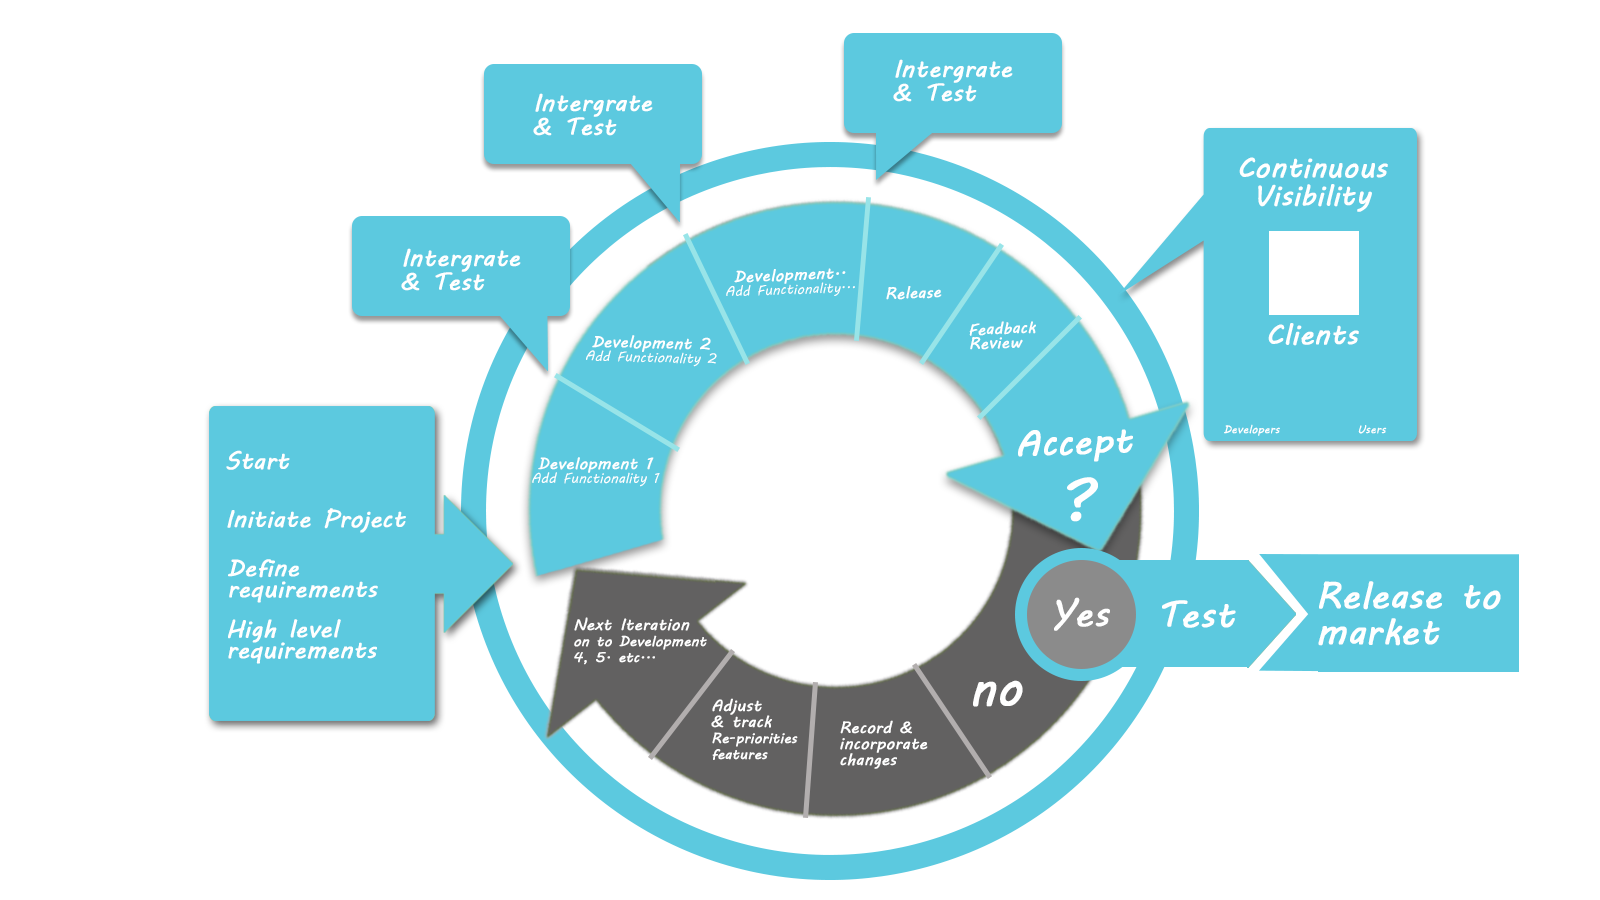 Intergrate
& Test
Intergrate
& Test
Intergrate
& Test
Continuous
Visibility
Clients
Developers
Users
Start
Initiate Project
Define
requirements
High level
requirements
Development 1
Add Functionality 1
Development 2
Add Functionality 2
Development..
Add Functionality...
Release
Feadback
Review
Accept
?
Yes
Test
Release to
market
no
Record &
incorporate
changes
Adjust
& track
Re-priorities
features
Next Iteration
on to Development
4, 5. etc...